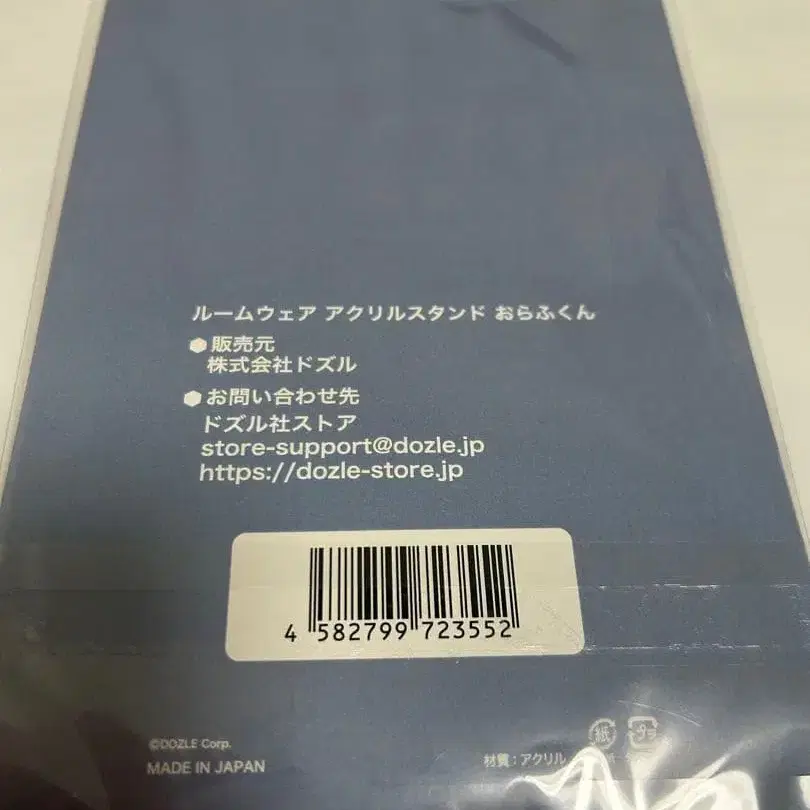 ルームウェア アクリルスタンド おらふくん
販売元
株式会社ドズル
お問い合わせ先
ドズル社ストア
store-support@dozle.jp
https://dozle-store.jp
4 582799 723552
©DOZLE Corp.
MADE IN JAPAN
材質：アクリル
紙 プラ